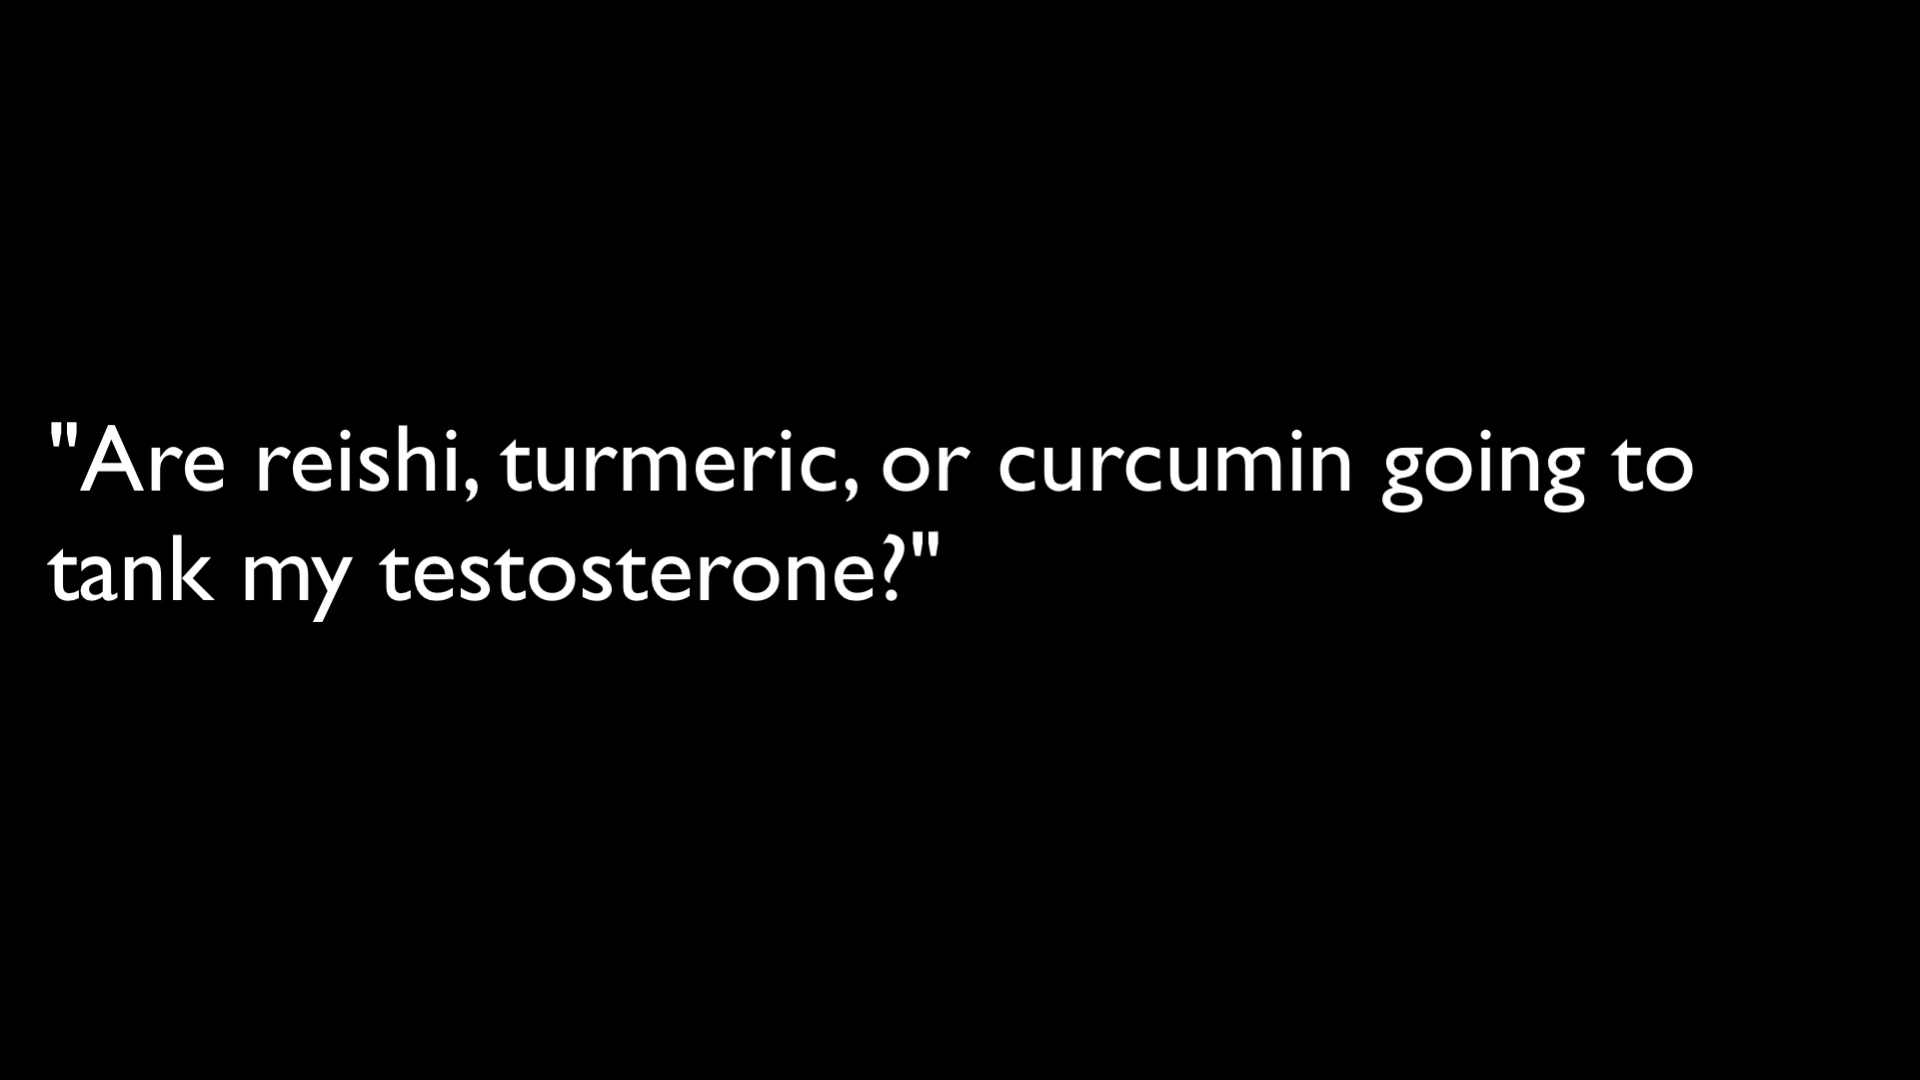 "Are reishi, turmeric, or curcumin going to
tank my testosterone?"